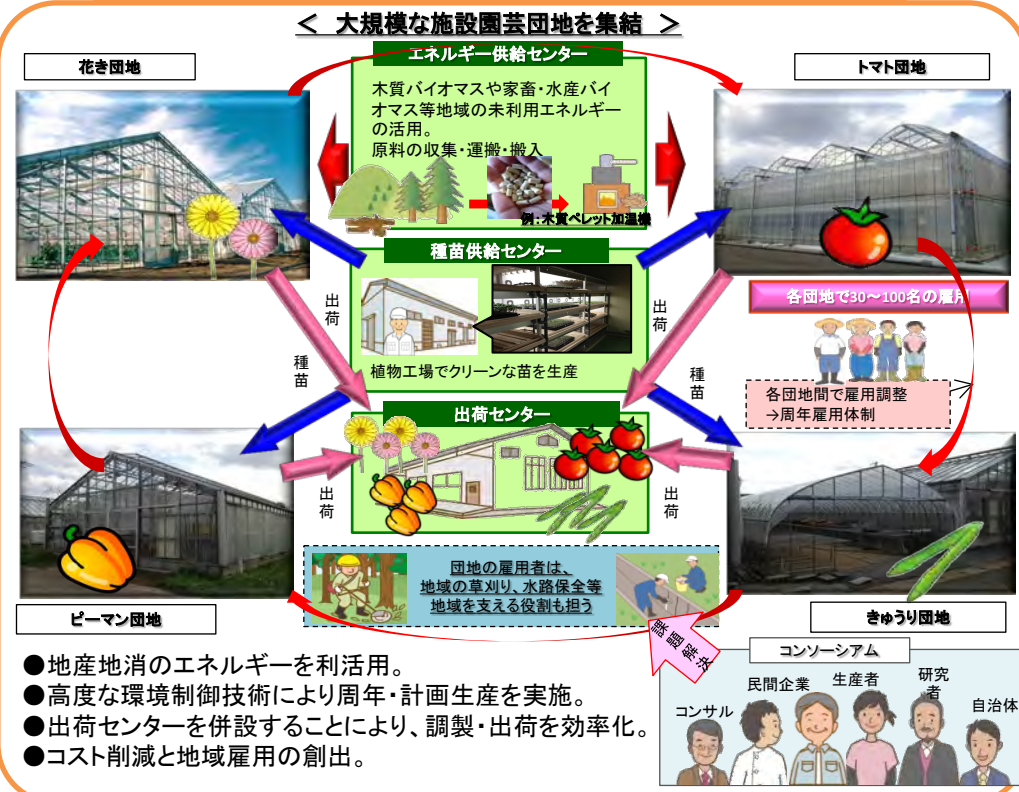 ＜ 大規模な施設園芸団地を集結 ＞
花き団地
エネルギー供給センター
トマト団地
木質バイオマスや家畜・水産バイ
オマス等地域の未利用エネルギー
の活用。
原料の収集・運搬・搬入
例：木質ペレット加温機
種苗供給センター
出荷
出荷
各団地で30～100名の雇用
植物工場でクリーンな苗を生産
種苗
種苗
各団地間で雇用調整
→周年雇用体制
出荷センター
出荷
出荷
団地の雇用者は、
地域の草刈り、水路保全等
地域を支える役割も担う
ピーマン団地
きゅうり団地
課題解決
コンソーシアム
コンサル
民間企業
生産者
研究
者
自治体
●地産地消のエネルギーを利活用。
●高度な環境制御技術により周年・計画生産を実施。
●出荷センターを併設することにより、調製・出荷を効率化。
●コスト削減と地域雇用の創出。